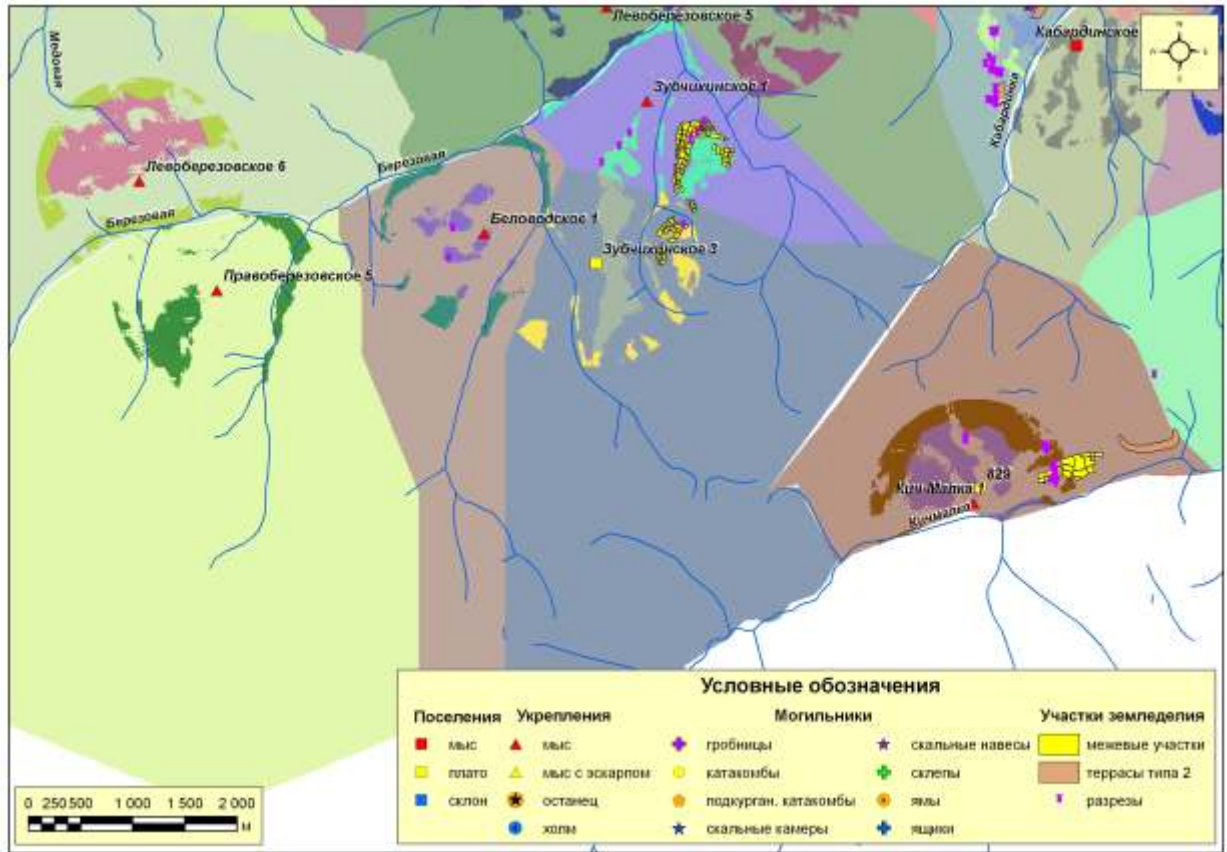 Левоберезовское 5
Кабардинское
N
W E
S
Медовая
Зубчихинское 1
Кабардинка
Березовая
Левоберезовское 6
Березовая
Беловодское 1
Зубчихинское 3
Правоберезовское 5
829
Кич-Малка 1
Кичмалка
Условные обозначения
Поселения Укрепления Могильники Участки земледелия
мыс мыс гробницы скальные навесы межевые участки
плато мыс с эскарпом катакомбы склепы террасы типа 2
склон останец подкурган. катакомбы ямы разрезы
холм скальные камеры ящики
0 250 500 1 000 1 500 2 000
м